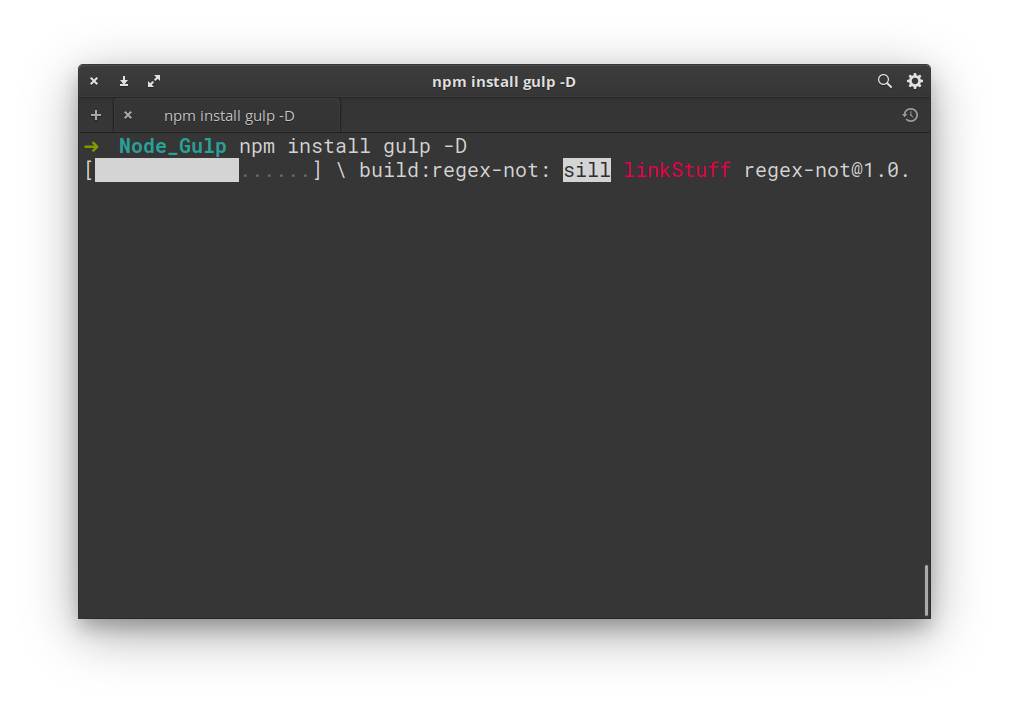 npm install gulp -D
npm install gulp -D
➜ Node_Gulp npm install gulp -D
[ ......] \ build:regex-not: sill linkStuff regex-not@1.0.